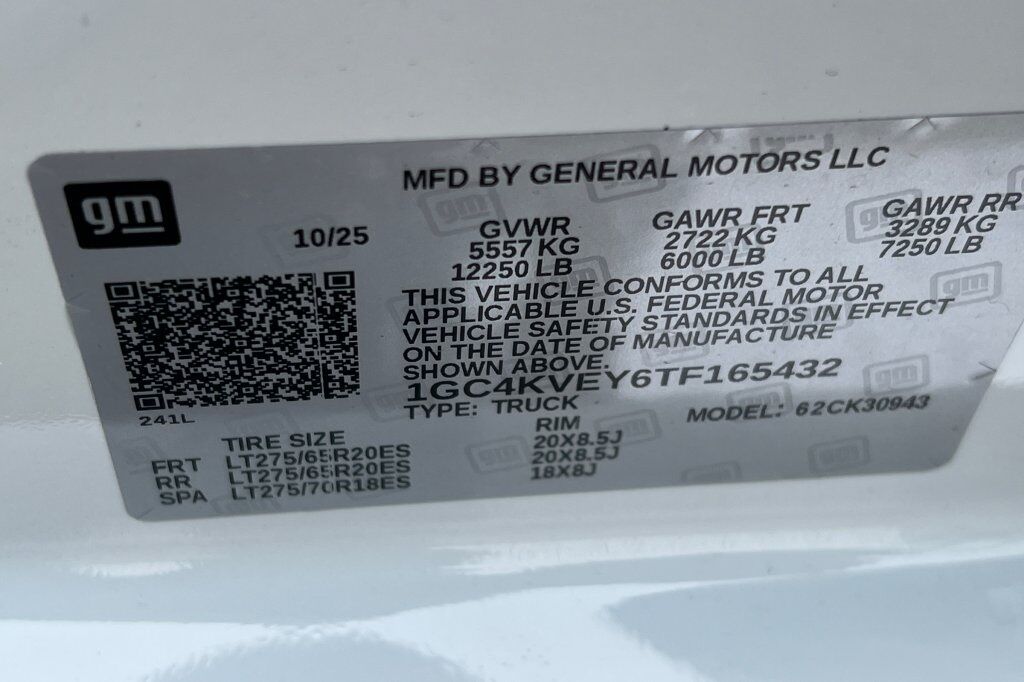 gm
MFD BY GENERAL MOTORS LLC
10/25
GVWR GAWR FRT GAWR RR
5557 KG 2722 KG 3289 KG
12250 LB 6000 LB 7250 LB
THIS VEHICLE CONFORMS TO ALL
APPLICABLE U.S. FEDERAL MOTOR
VEHICLE SAFETY STANDARDS IN EFFECT
ON THE DATE OF MANUFACTURE
SHOWN ABOVE.
1GC4KVEY6TF165432
TYPE: TRUCK MODEL: 62CK30943
241L
TIRE SIZE RIM
FRT LT275/65R20ES 20X8.5J
RR LT275/65R20ES 20X8.5J
SPA LT275/70R18ES 18X8J